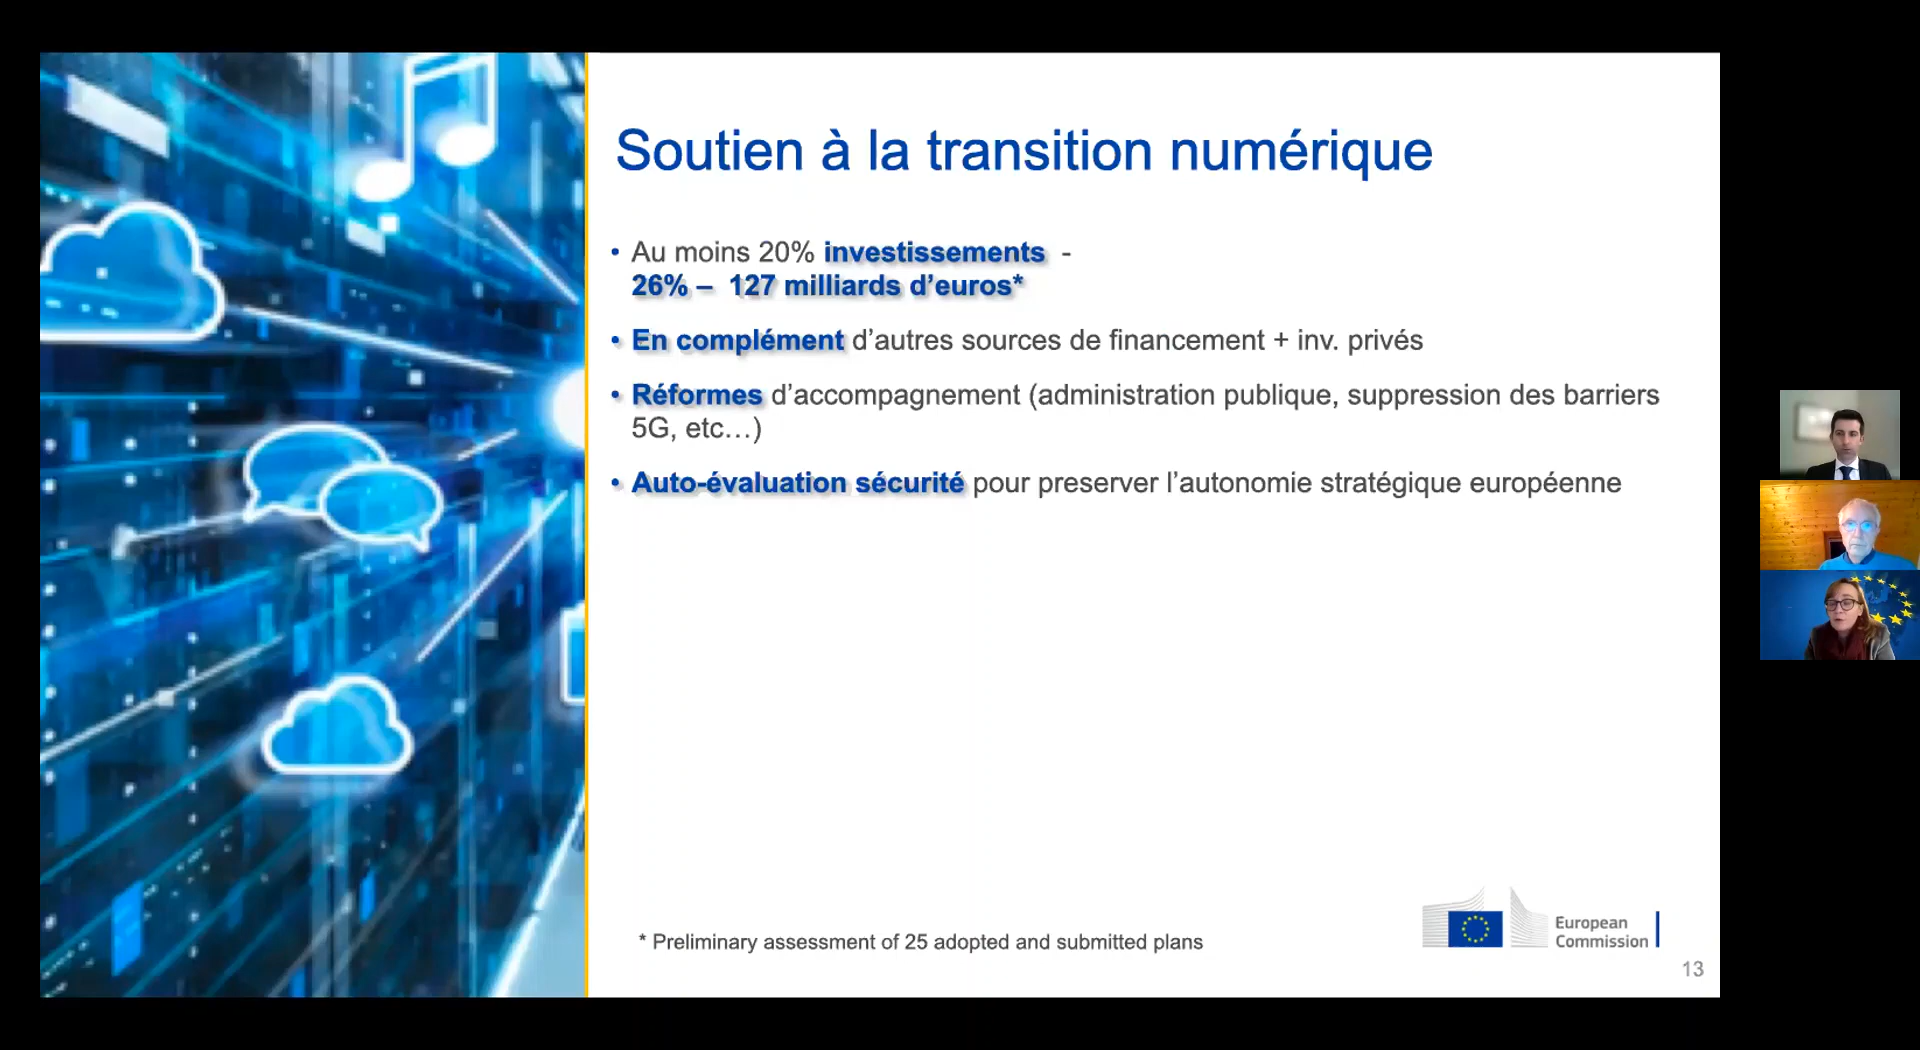 Soutien à la transition numérique
• Au moins 20% investissements -
26% – 127 milliards d’euros*
• En complément d’autres sources de financement + inv. privés
• Réformes d’accompagnement (administration publique, suppression des barriers
5G, etc…)
• Auto-évaluation sécurité pour preserver l’autonomie stratégique européenne
* Preliminary assessment of 25 adopted and submitted plans
European
Commission
13